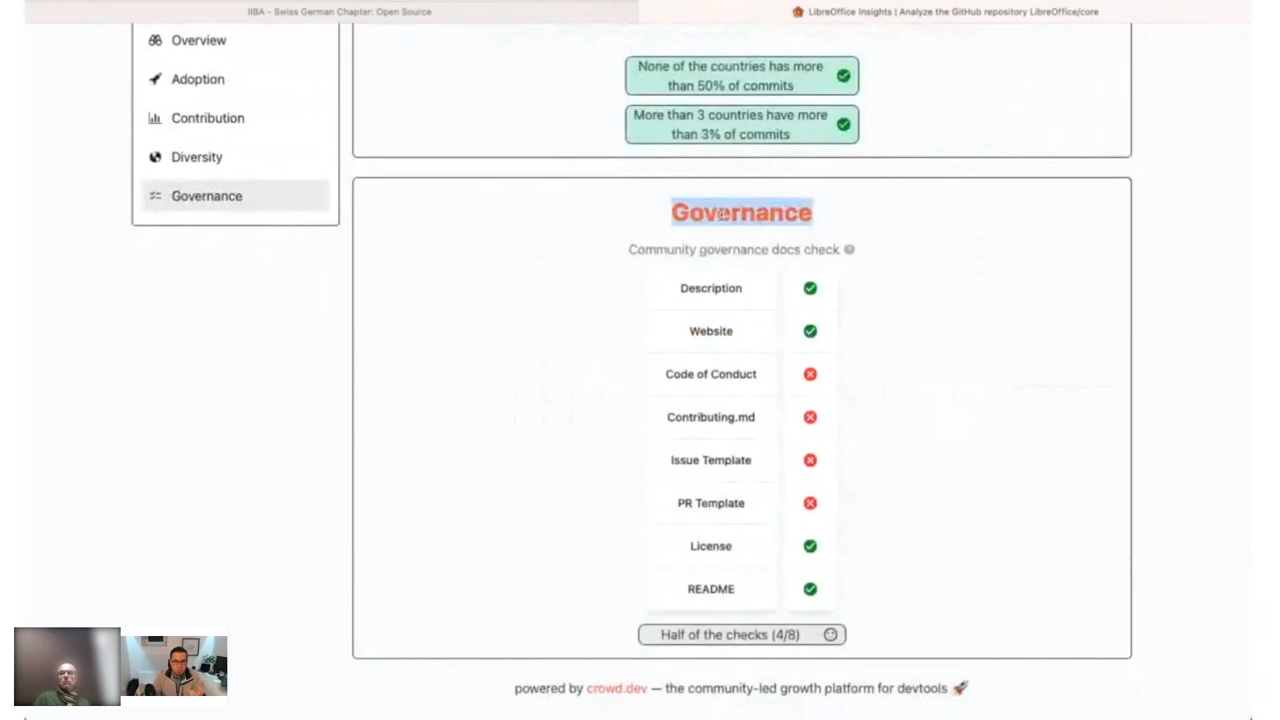 IIBA - Swiss German Chapter: Open Source
LibreOffice Insights | Analyze the GitHub repository LibreOffice/core
Overview
Adoption
Contribution
Diversity
Governance
None of the countries has more
than 50% of commits
More than 3 countries have more
than 3% of commits
Governance
Community governance docs check
Description
Website
Code of Conduct
Contributing.md
Issue Template
PR Template
License
README
Half of the checks (4/8)
powered by crowd.dev — the community-led growth platform for devtools 🚀